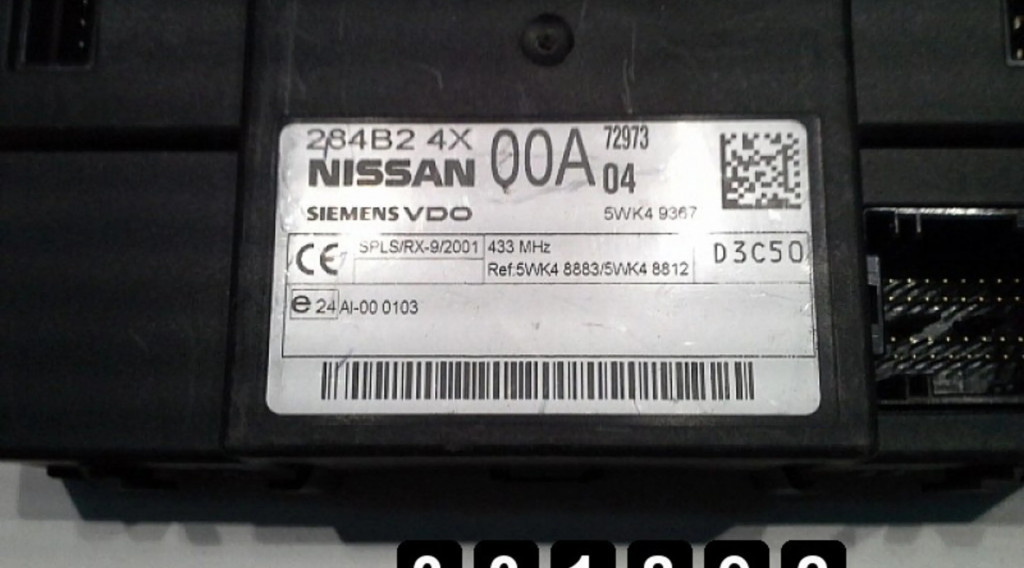 284B2 4X 00A 72973
NISSAN 04
SIEMENS VDO 5WK4 9367
CE SPLS/RX-9/2001 433 MHz D3C50
Ref:5WK4 8883/5WK4 8812
e 24 AI-00 0103